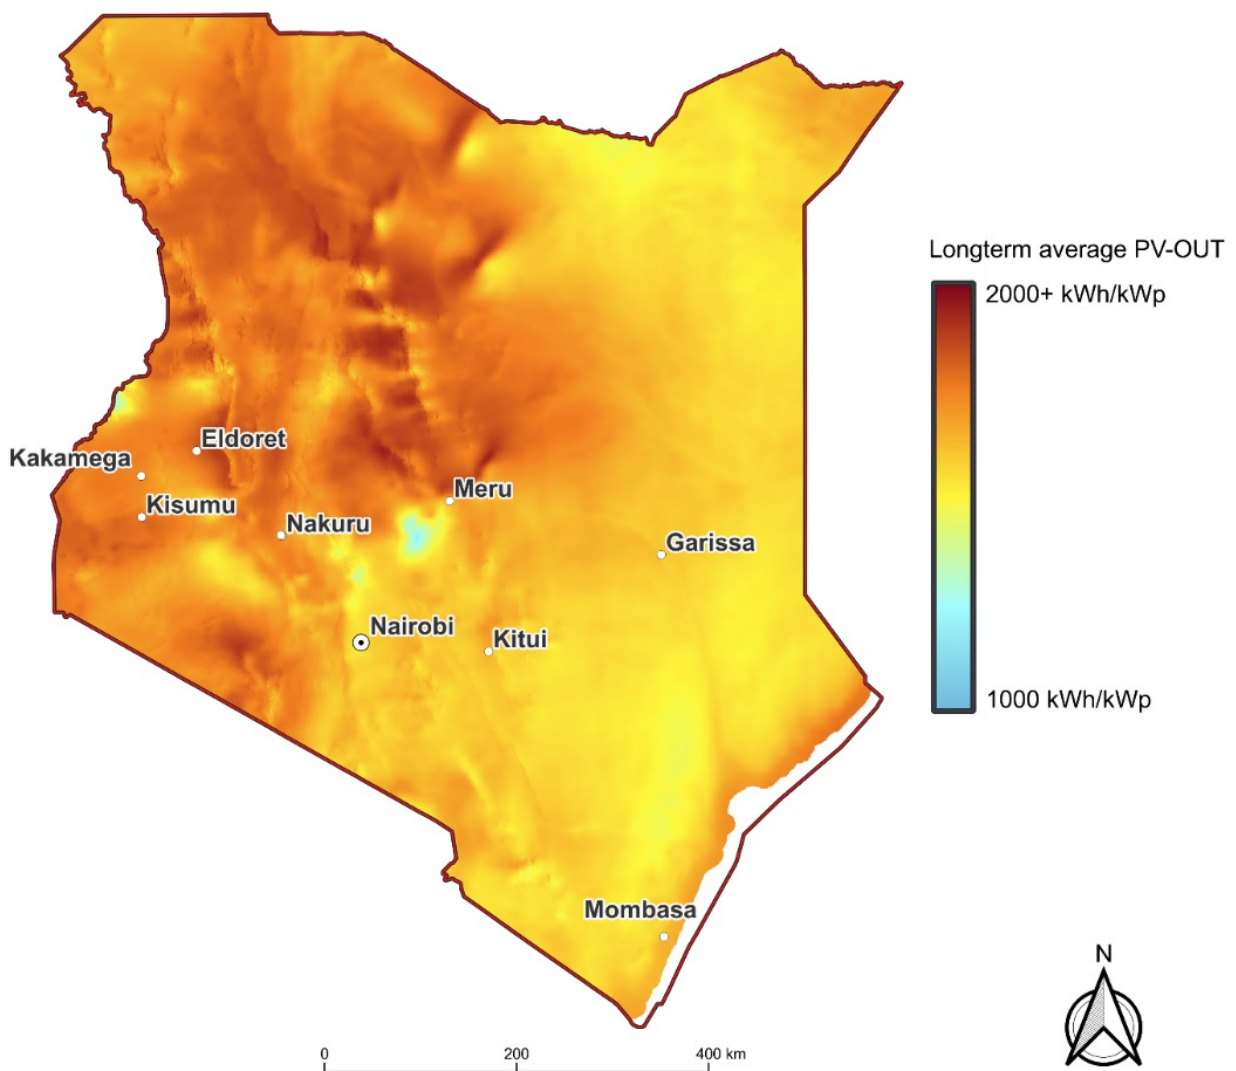 Longterm average PV-OUT
2000+ kWh/kWp
1000 kWh/kWp
Eldoret
Kakamega
Kisumu
Meru
Nakuru
Garissa
Nairobi
Kitui
Mombasa
N
0 200 400 km